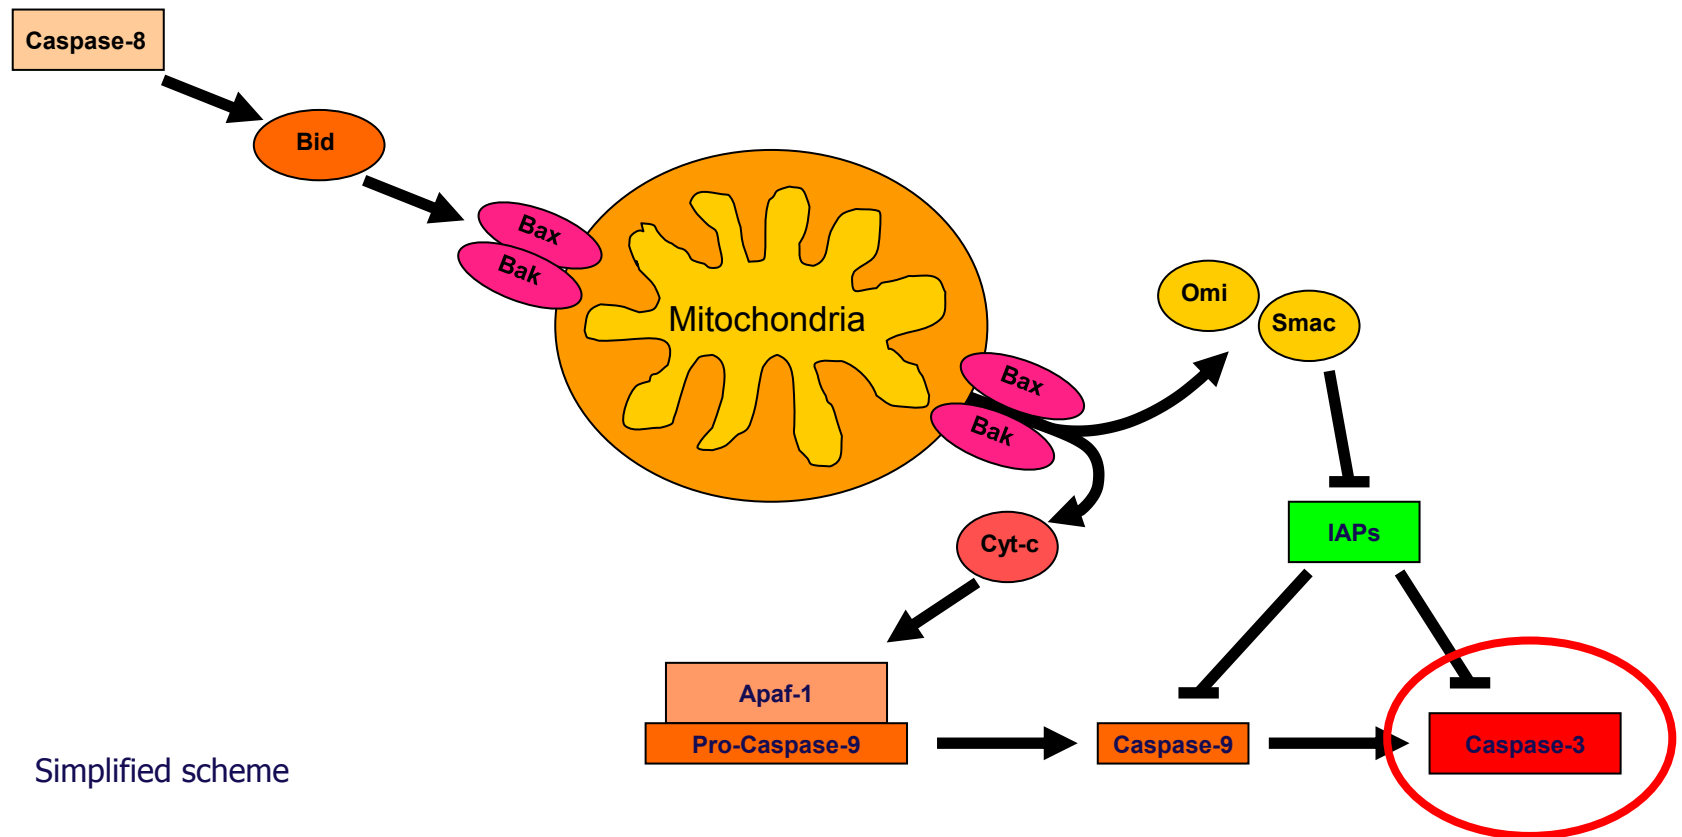 Caspase-8
Bid
Bax
Bak
Mitochondria
Omi
Smac
Bax
Bak
IAPs
Cyt-c
Apaf-1
Pro-Caspase-9
Caspase-9
Caspase-3
Simplified scheme